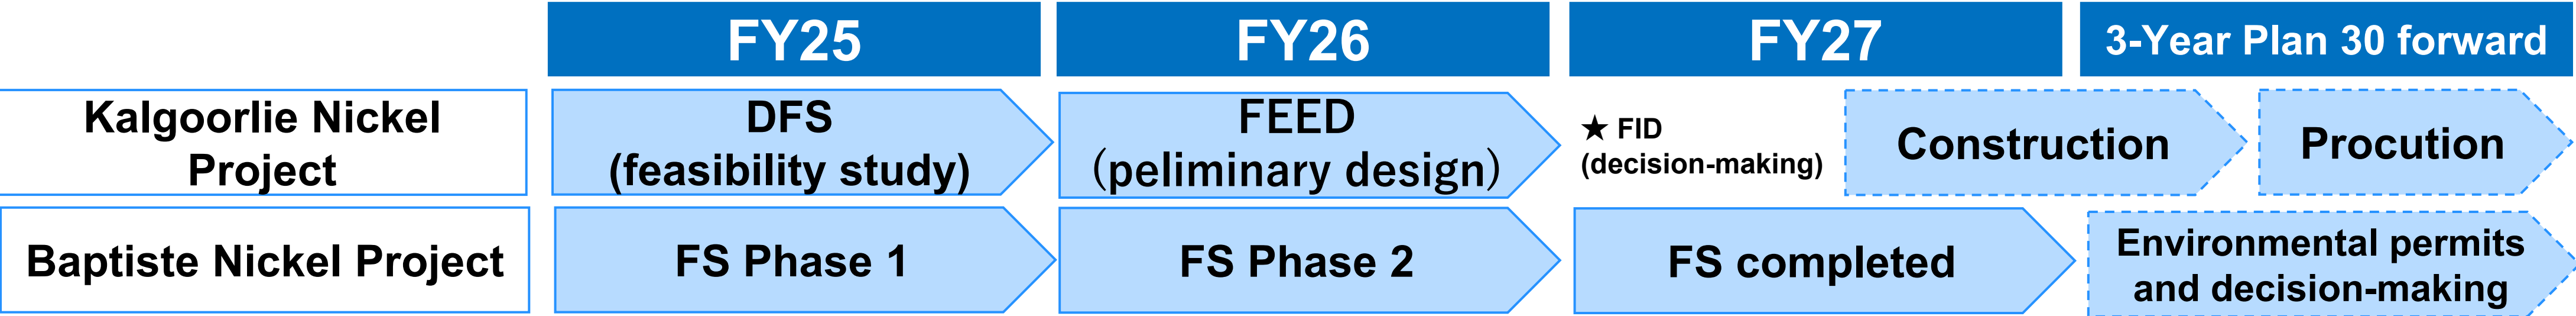 FY25
FY26
FY27
3-Year Plan 30 forward
Kalgoorlie Nickel
Project
DFS
(feasibility study)
FEED
(peliminary design)
★ FID
(decision-making)
Construction
Procution
Baptiste Nickel Project
FS Phase 1
FS Phase 2
FS completed
Environmental permits
and decision-making